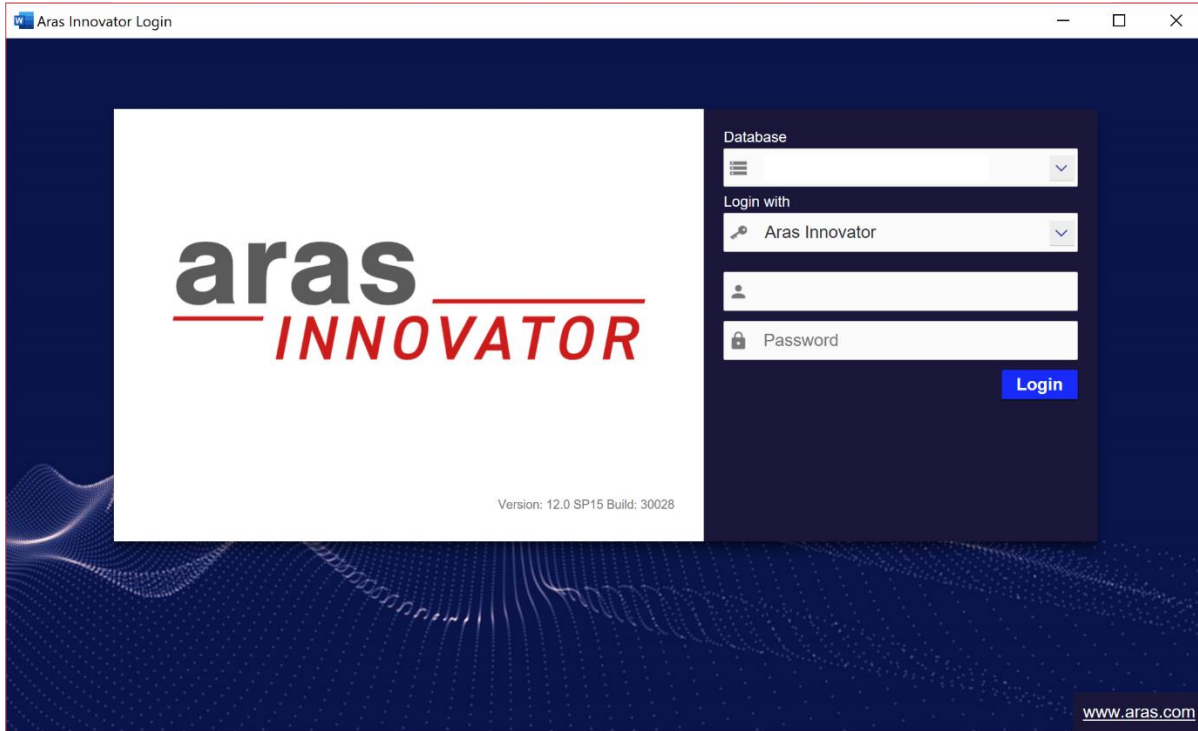 Aras Innovator Login
Database
Login with
Aras Innovator
Password
Login
aras
INNOVATOR
Version: 12.0 SP15 Build: 30028
www.aras.com